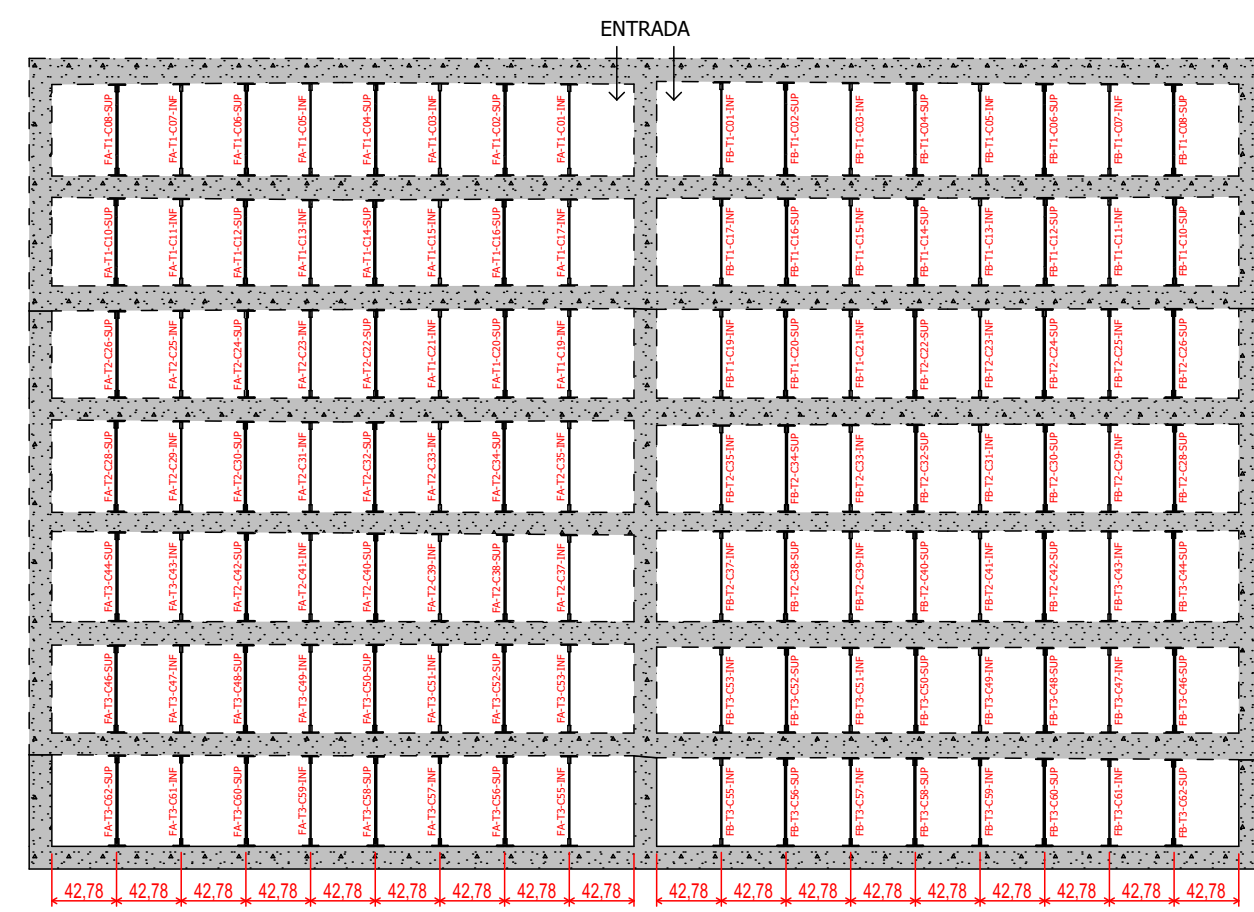 ENTRADA
FA-T1-C08-SUP
FA-T1-C07-INF
FA-T1-C06-SUP
FA-T1-C05-INF
FA-T1-C04-SUP
FA-T1-C03-INF
FA-T1-C02-SUP
FA-T1-C01-INF
FB-T1-C01-INF
FB-T1-C02-SUP
FB-T1-C03-INF
FB-T1-C04-SUP
FB-T1-C05-INF
FB-T1-C06-SUP
FB-T1-C07-INF
FB-T1-C08-SUP
FA-T1-C10-SUP
FA-T1-C11-INF
FA-T1-C12-SUP
FA-T1-C13-INF
FA-T1-C14-SUP
FA-T1-C15-INF
FA-T1-C16-SUP
FA-T1-C17-INF
FB-T1-C17-INF
FB-T1-C16-SUP
FB-T1-C15-INF
FB-T1-C14-SUP
FB-T1-C13-INF
FB-T1-C12-SUP
FB-T1-C11-INF
FB-T1-C10-SUP
FA-T2-C26-SUP
FA-T2-C25-INF
FA-T2-C24-SUP
FA-T2-C23-INF
FA-T2-C22-SUP
FA-T1-C21-INF
FA-T1-C20-SUP
FA-T1-C19-INF
FB-T1-C19-INF
FB-T1-C20-SUP
FB-T1-C21-INF
FB-T2-C22-SUP
FB-T2-C23-INF
FB-T2-C24-SUP
FB-T2-C25-INF
FB-T2-C26-SUP
FA-T2-C28-SUP
FA-T2-C29-INF
FA-T2-C30-SUP
FA-T2-C31-INF
FA-T2-C32-SUP
FA-T2-C33-INF
FA-T2-C34-SUP
FA-T2-C35-INF
FB-T2-C35-INF
FB-T2-C34-SUP
FB-T2-C33-INF
FB-T2-C32-SUP
FB-T2-C31-INF
FB-T2-C30-SUP
FB-T2-C29-INF
FB-T2-C28-SUP
FA-T3-C44-SUP
FA-T3-C43-INF
FA-T2-C42-SUP
FA-T2-C41-INF
FA-T2-C40-SUP
FA-T2-C39-INF
FA-T2-C38-SUP
FA-T2-C37-INF
FB-T2-C37-INF
FB-T2-C38-SUP
FB-T2-C39-INF
FB-T2-C40-SUP
FB-T2-C41-INF
FB-T2-C42-SUP
FB-T3-C43-INF
FB-T3-C44-SUP
FA-T3-C46-SUP
FA-T3-C47-INF
FA-T3-C48-SUP
FA-T3-C49-INF
FA-T3-C50-SUP
FA-T3-C51-INF
FA-T3-C52-SUP
FA-T3-C53-INF
FB-T3-C53-INF
FB-T3-C52-SUP
FB-T3-C51-INF
FB-T3-C50-SUP
FB-T3-C49-INF
FB-T3-C48-SUP
FB-T3-C47-INF
FB-T3-C46-SUP
FA-T3-C62-SUP
FA-T3-C61-INF
FA-T3-C60-SUP
FA-T3-C59-INF
FA-T3-C58-SUP
FA-T3-C57-INF
FA-T3-C56-SUP
FA-T3-C55-INF
FB-T3-C55-INF
FB-T3-C56-SUP
FB-T3-C57-INF
FB-T3-C58-SUP
FB-T3-C59-INF
FB-T3-C60-SUP
FB-T3-C61-INF
FB-T3-C62-SUP
42,78 42,78 42,78 42,78 42,78 42,78 42,78 42,78 42,78 42,78 42,78 42,78 42,78 42,78 42,78 42,78 42,78 42,78